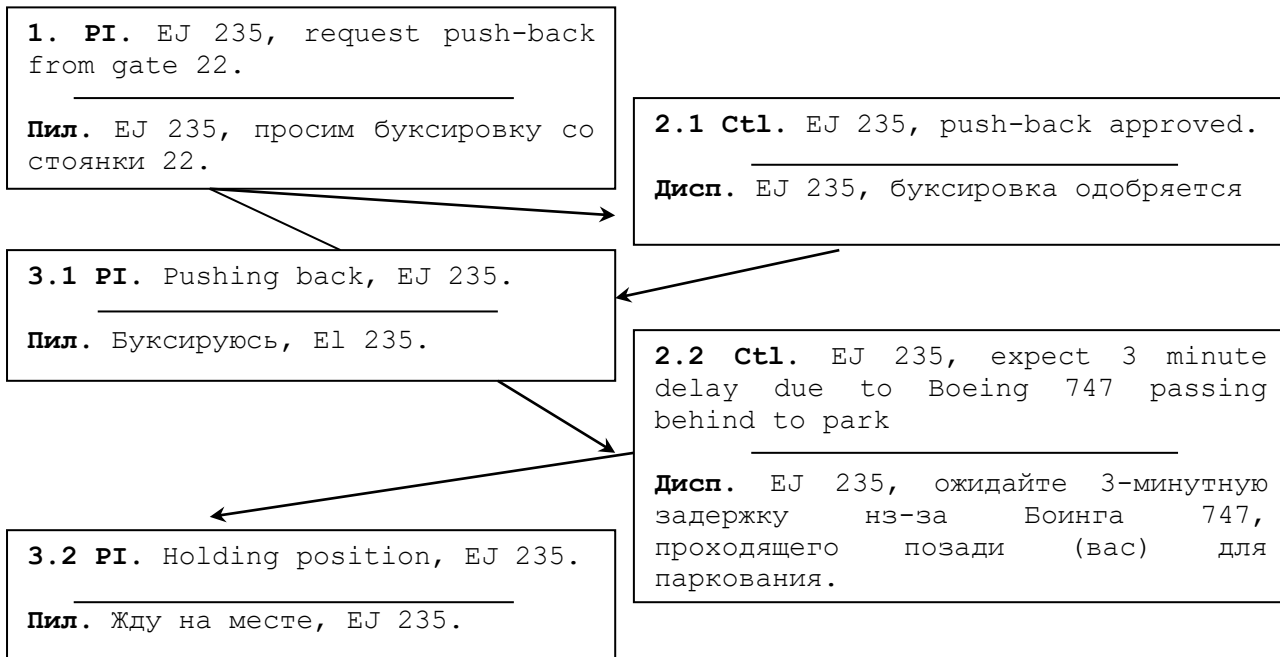 1. PI. EJ 235, request push-back
from gate 22.
Пил. EJ 235, просим буксировку со
стоянки 22.
2.1 Ctl. EJ 235, push-back approved.
Дисп. EJ 235, буксировка одобряется
3.1 PI. Pushing back, EJ 235.
Пил. Буксируюсь, El 235.
2.2 Ctl. EJ 235, expect 3 minute
delay due to Boeing 747 passing
behind to park
Дисп. EJ 235, ожидайте 3-минутную
задержку нз-за Боинга 747,
проходящего позади (вас) для
паркования.
3.2 PI. Holding position, EJ 235.
Пил. Жду на месте, EJ 235.